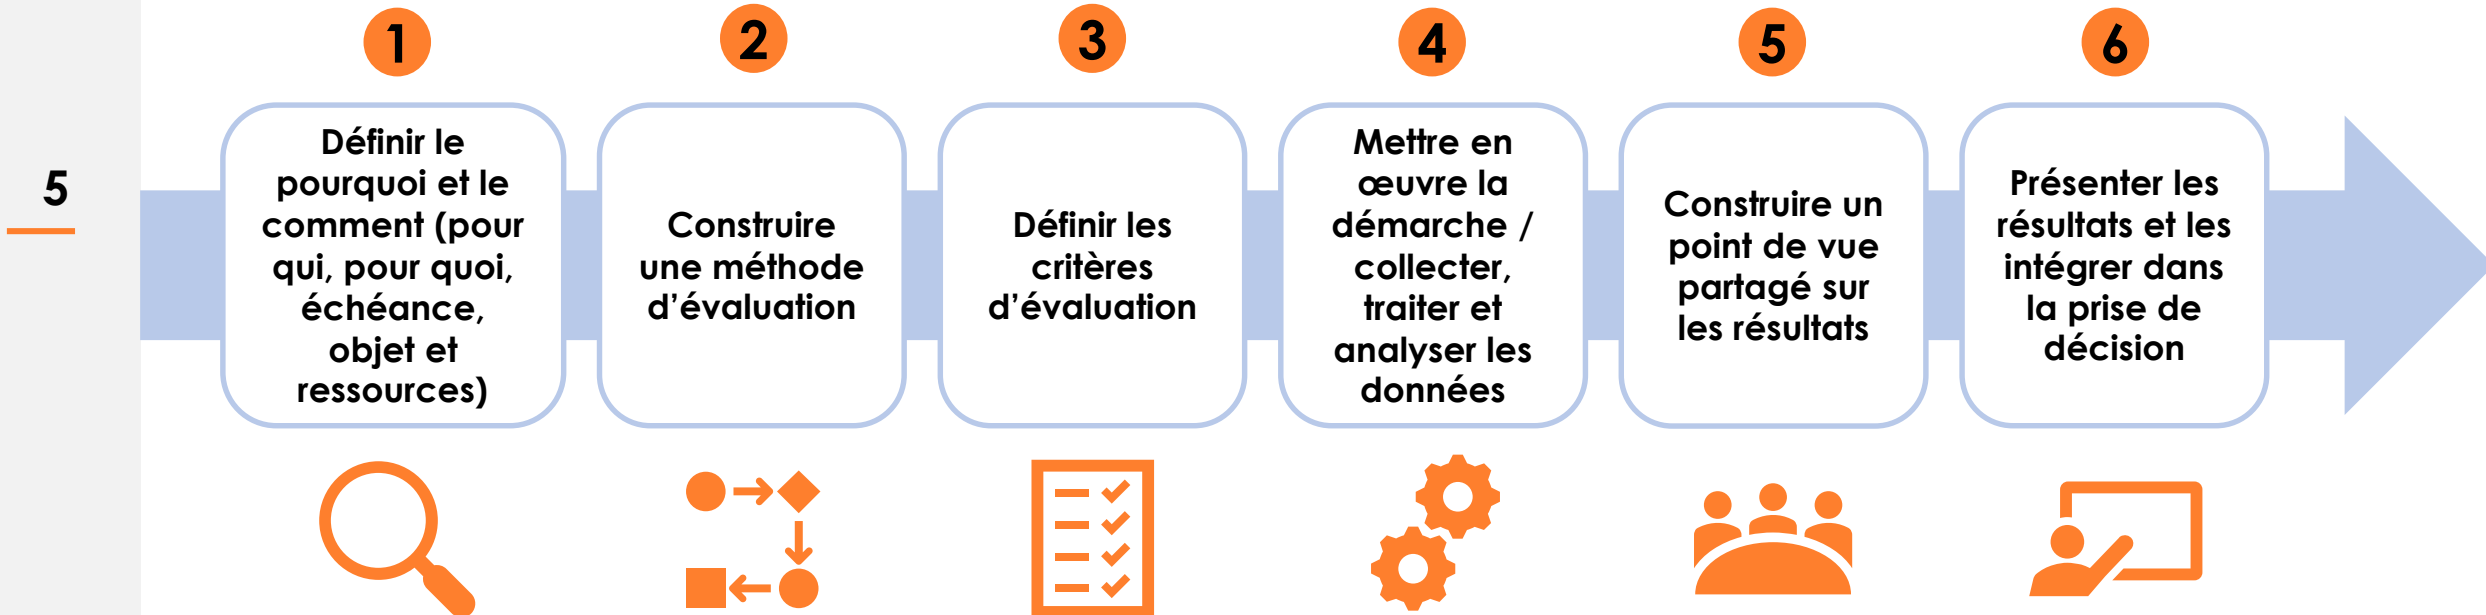 5
1
Définir le
pourquoi et le
comment (pour
qui, pour quoi,
échéance,
objet et
ressources)
2
Construire
une méthode
d’évaluation
3
Définir les
critères
d’évaluation
4
Mettre en
œuvre la
démarche /
collecter,
traiter et
analyser les
données
5
Construire un
point de vue
partagé sur
les résultats
6
Présenter les
résultats et les
intégrer dans
la prise de
décision